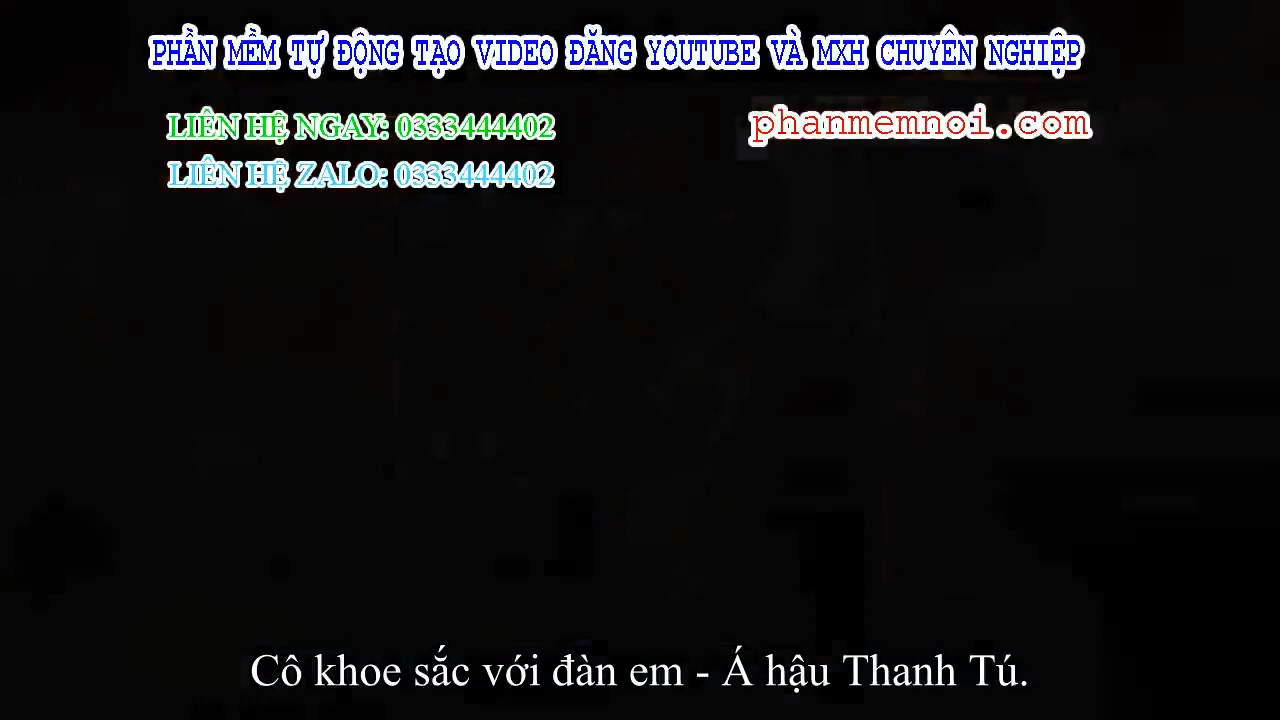 PHẦN MỀM TỰ ĐỘNG TẠO VIDEO ĐĂNG YOUTUBE VÀ MXH CHUYÊN NGHIỆP
LIÊN HỆ NGAY: 0333444402
phanmemnoi.com
LIÊN HỆ ZALO: 0333444402
Cô khoe sắc với đàn em - Á hậu Thanh Tú.